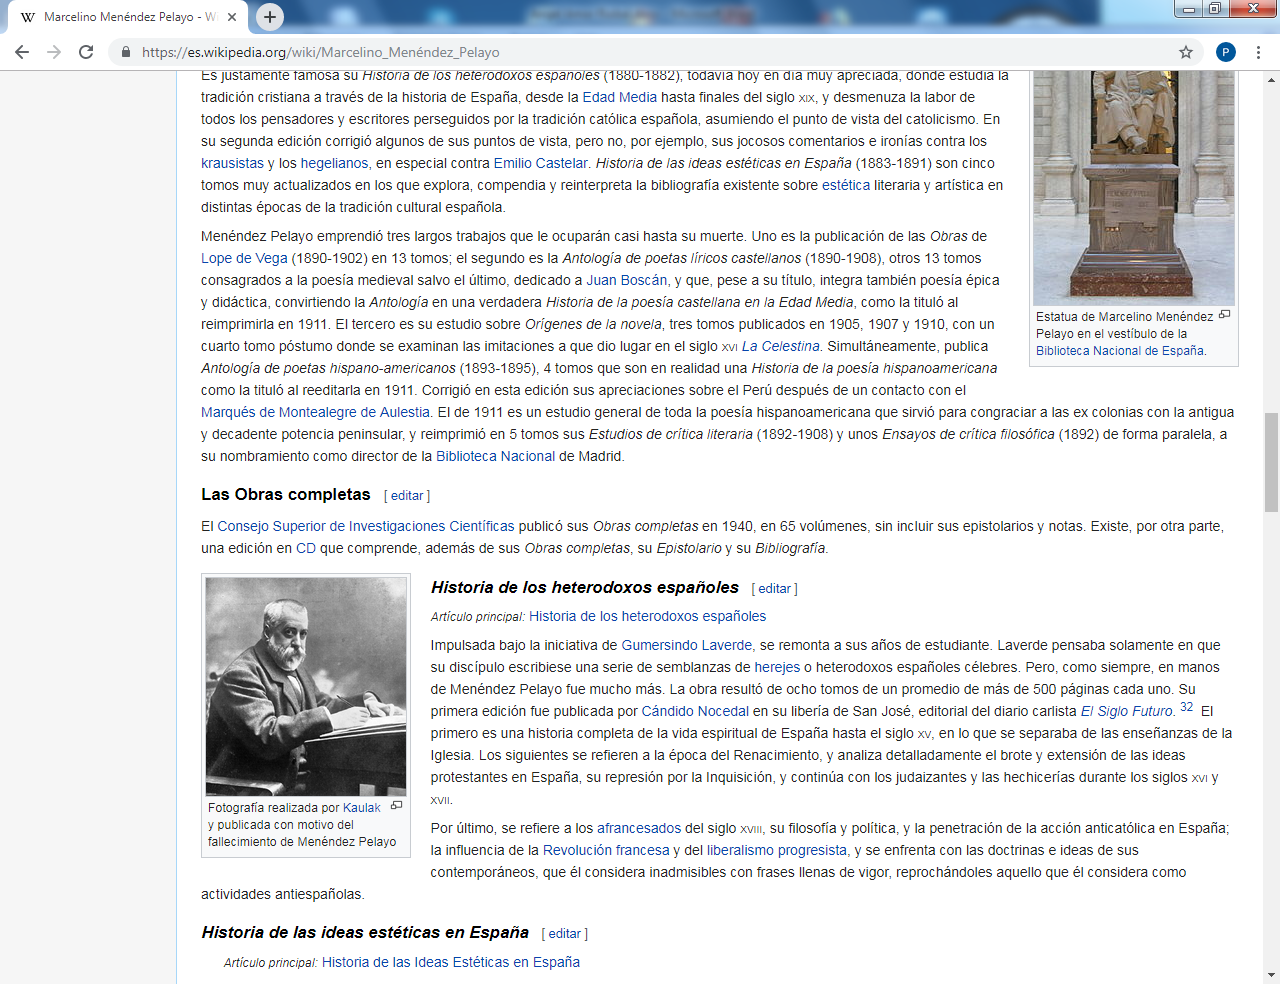 Marcelino Menéndez Pelayo - W
https://es.wikipedia.org/wiki/Marcelino_Menéndez_Pelayo
P
Es justamente famosa su Historia de los heterodoxos españoles (1880-1882), todavía hoy en día muy apreciada, donde estudia la
tradición cristiana a través de la historia de España, desde la Edad Media hasta finales del siglo XIX, y desmenuza la labor de
todos los pensadores y escritores perseguidos por la tradición católica española, asumiendo el punto de vista del catolicismo. En
su segunda edición corrigió algunos de sus puntos de vista, pero no, por ejemplo, sus jocosos comentarios e ironías contra los
krausistas y los hegelianos, en especial contra Emilio Castelar. Historia de las ideas estéticas en España (1883-1891) son cinco
tomos muy actualizados en los que explora, compendia y reinterpreta la bibliografía existente sobre estética literaria y artística en
distintas épocas de la tradición cultural española.
Menéndez Pelayo emprendió tres largos trabajos que le ocuparán casi hasta su muerte. Uno es la publicación de las Obras de
Lope de Vega (1890-1902) en 13 tomos; el segundo es la Antología de poetas líricos castellanos (1890-1908), otros 13 tomos
consagrados a la poesía medieval salvo el último, dedicado a Juan Boscán, y que, pese a su título, integra también poesía épica
y didáctica, convirtiendo la Antología en una verdadera Historia de la poesía castellana en la Edad Media, como la tituló al
reimprimirla en 1911. El tercero es su estudio sobre Orígenes de la novela, tres tomos publicados en 1905, 1907 y 1910, con un
cuarto tomo póstumo donde se examinan las imitaciones a que dio lugar en el siglo XVI La Celestina. Simultáneamente, publica
Antología de poetas hispano-americanos (1893-1895), 4 tomos que son en realidad una Historia de la poesía hispanoamericana
como la tituló al reeditarla en 1911. Corrigió en esta edición sus apreciaciones sobre el Perú después de un contacto con el
Marqués de Montealegre de Aulestia. El de 1911 es un estudio general de toda la poesía hispanoamericana que sirvió para congraciar a las ex colonias con la antigua
y decadente potencia peninsular, y reimprimió en 5 tomos sus Estudios de crítica literaria (1892-1908) y unos Ensayos de crítica filosófica (1892) de forma paralela, a
su nombramiento como director de la Biblioteca Nacional de Madrid.
Estatua de Marcelino Menéndez
Pelayo en el vestíbulo de la
Biblioteca Nacional de España.
Las Obras completas [ editar ]
El Consejo Superior de Investigaciones Científicas publicó sus Obras completas en 1940, en 65 volúmenes, sin incluir sus epistolarios y notas. Existe, por otra parte,
una edición en CD que comprende, además de sus Obras completas, su Epistolario y su Bibliografía.
Fotografía realizada por Kaulak
y publicada con motivo del
fallecimiento de Menéndez Pelayo
Historia de los heterodoxos españoles [ editar ]
Artículo principal: Historia de los heterodoxos españoles
Impulsada bajo la iniciativa de Gumersindo Laverde, se remonta a sus años de estudiante. Laverde pensaba solamente en que
su discípulo escribiese una serie de semblanzas de herejes o heterodoxos españoles célebres. Pero, como siempre, en manos
de Menéndez Pelayo fue mucho más. La obra resultó de ocho tomos de un promedio de más de 500 páginas cada uno. Su
primera edición fue publicada por Cándido Nocedal en su libería de San José, editorial del diario carlista El Siglo Futuro. 32 El
primero es una historia completa de la vida espiritual de España hasta el siglo XV, en lo que se separaba de las enseñanzas de la
Iglesia. Los siguientes se refieren a la época del Renacimiento, y analiza detalladamente el brote y extensión de las ideas
protestantes en España, su represión por la Inquisición, y continúa con los judaizantes y las hechicerías durante los siglos XVI y
XVII.
Por último, se refiere a los afrancesados del siglo XVIII, su filosofía y política, y la penetración de la acción anticatólica en España;
la influencia de la Revolución francesa y del liberalismo progresista, y se enfrenta con las doctrinas e ideas de sus
contemporáneos, que él considera inadmisibles con frases llenas de vigor, reprochándoles aquello que él considera como
actividades antiespañolas.
Historia de las ideas estéticas en España [ editar ]
Artículo principal: Historia de las Ideas Estéticas en España